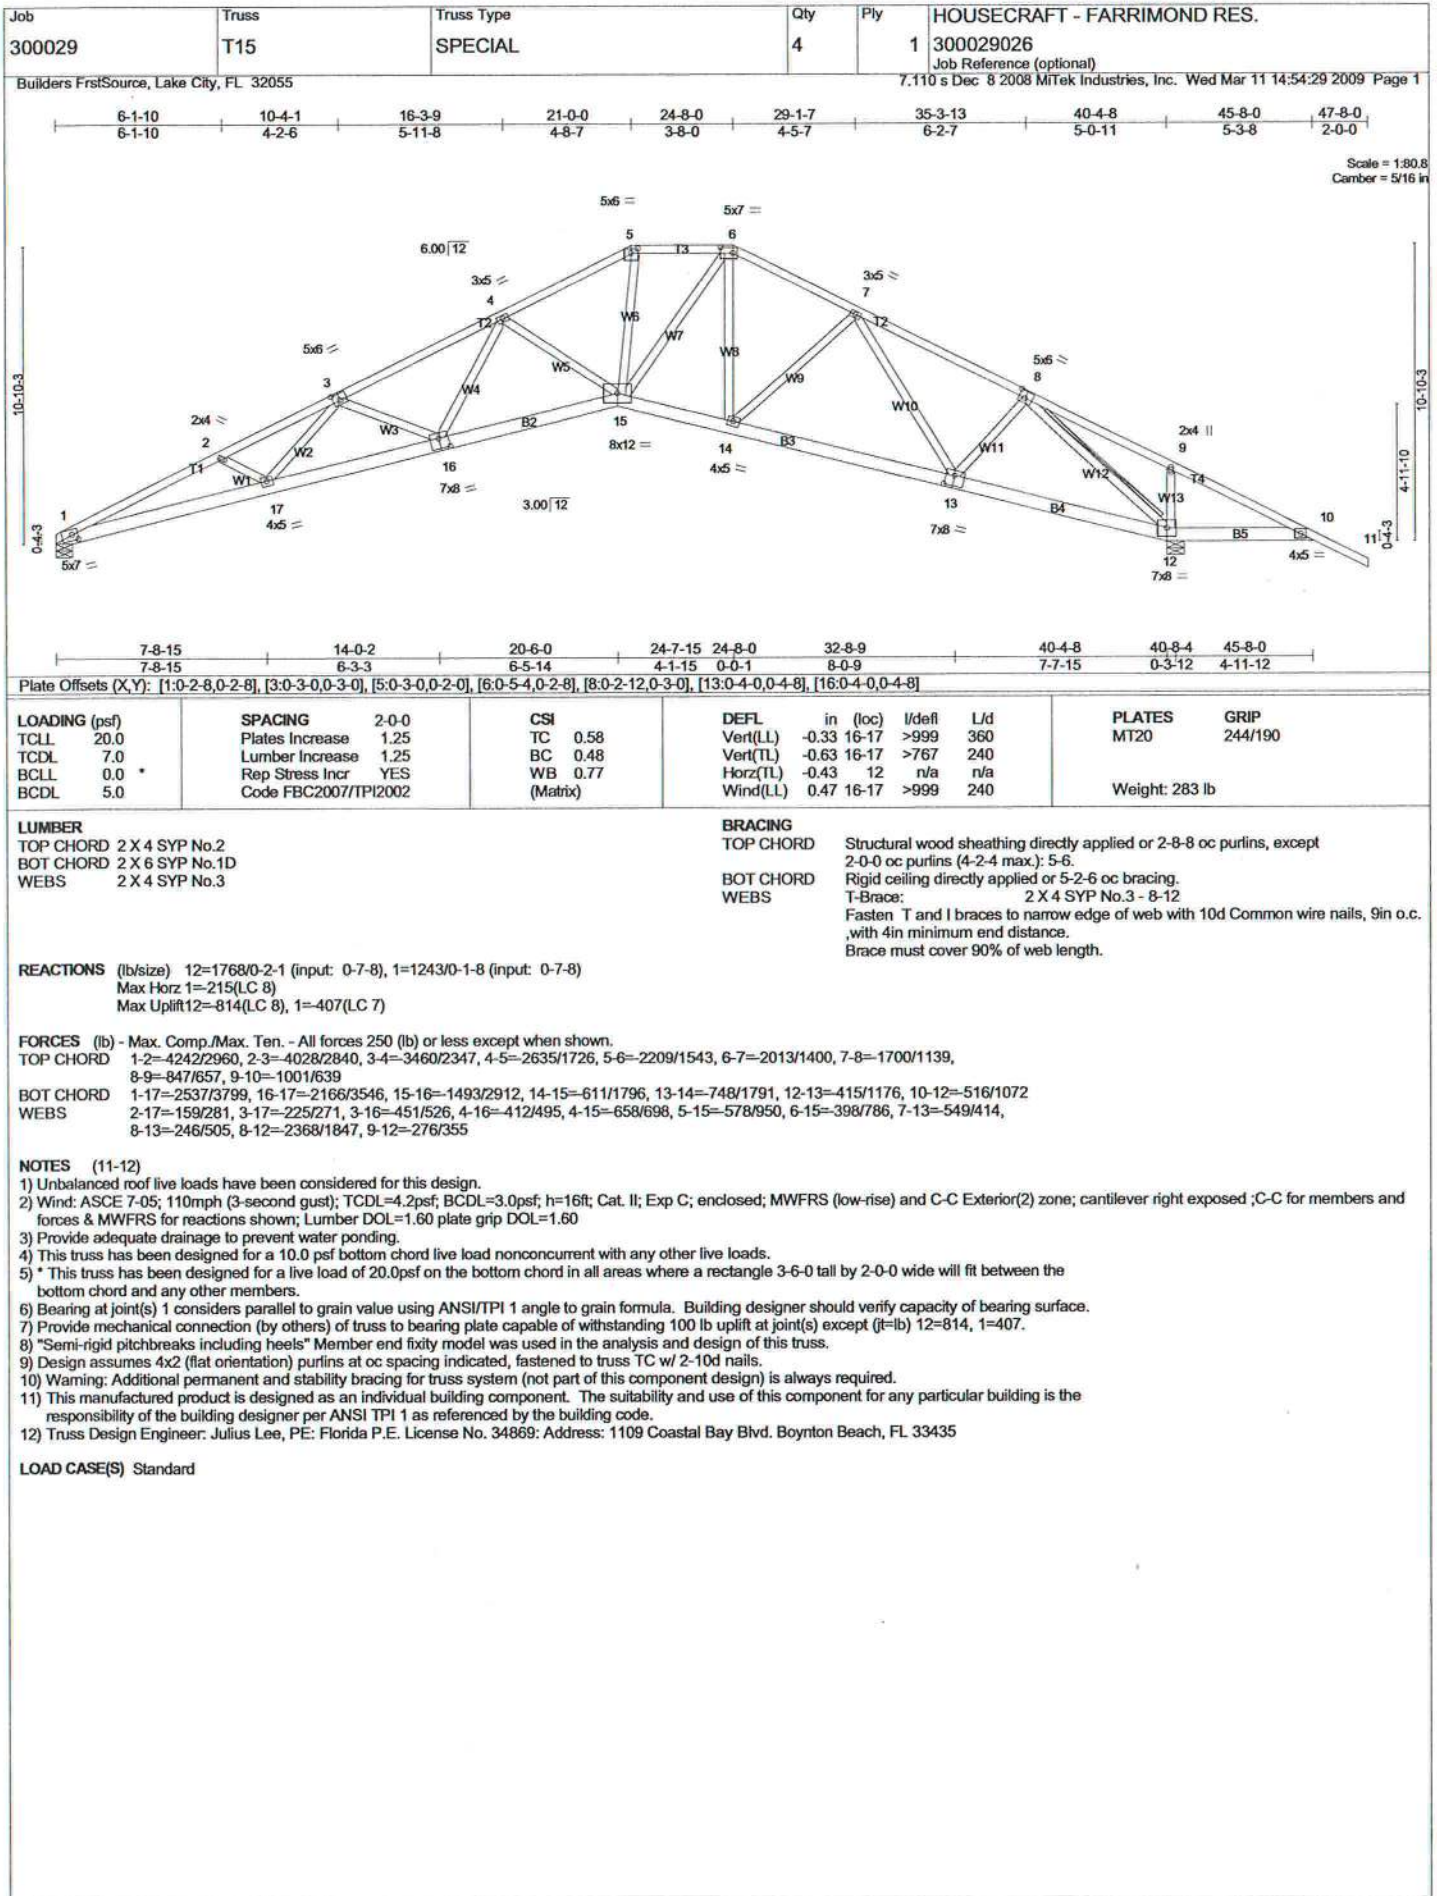 Job Truss Truss Type Qty Ply HOUSECRAFT - FARRIMOND RES.
300029 T15 SPECIAL 4 1 300029026
Job Reference (optional)
Builders FrstSource, Lake City, FL 32055 7.110 s Dec 8 2008 MiTek Industries, Inc. Wed Mar 11 14:54:29 2009 Page 1
6-1-10 10-4-1 16-3-9 21-0-0 24-8-0 29-1-7 35-3-13 40-4-8 45-8-0 47-8-0
6-1-10 4-2-6 5-11-8 4-8-7 3-8-0 4-5-7 6-2-7 5-0-11 5-3-8 2-0-0
Scale = 1:80.8
Camber = 5/16 in
5x6 = 5x7 =
5 6
6.00 12 T3
3x5 = 3x5 =
4 7
T2 W6 T2
W7
5x6 = W8 5x6 =
3 W4 W5 W9 8
10-10-3 10-10-3
2x4 = W10 2x4 ||
2 W3 B2 15 9
T1 W2 8x12 = 14 B3 W11 W12 T4 4-11-10
W1 16 4x5 = W13
1 17 7x8 = 3.00 12 13 B4 10
0-4-3 4x5 = 7x8 = B5 11 0-4-3
5x7 = 12 4x5 =
7x8 =
7-8-15 14-0-2 20-6-0 24-7-15 24-8-0 32-8-9 40-4-8 40-8-4 45-8-0
7-8-15 6-3-3 6-5-14 4-1-15 0-0-1 8-0-9 7-7-15 0-3-12 4-11-12
Plate Offsets (X,Y): [1:0-2-8,0-2-8], [3:0-3-0,0-3-0], [5:0-3-0,0-2-0], [6:0-5-4,0-2-8], [8:0-2-12,0-3-0], [13:0-4-0,0-4-8], [16:0-4-0,0-4-8]
LOADING (psf) SPACING 2-0-0 CSI DEFL in (loc) l/defl L/d PLATES GRIP
TCLL 20.0 Plates Increase 1.25 TC 0.58 Vert(LL) -0.33 16-17 >999 360 MT20 244/190
TCDL 7.0 Lumber Increase 1.25 BC 0.48 Vert(TL) -0.63 16-17 >767 240
BCLL 0.0 * Rep Stress Incr YES WB 0.77 Horz(TL) -0.43 12 n/a n/a
BCDL 5.0 Code FBC2007/TPI2002 (Matrix) Wind(LL) 0.47 16-17 >999 240 Weight: 283 lb
LUMBER
TOP CHORD 2 X 4 SYP No.2
BOT CHORD 2 X 6 SYP No.1D
WEBS 2 X 4 SYP No.3
BRACING
TOP CHORD Structural wood sheathing directly applied or 2-8-8 oc purlins, except
2-0-0 oc purlins (4-2-4 max.): 5-6.
BOT CHORD Rigid ceiling directly applied or 5-2-6 oc bracing.
WEBS T-Brace: 2 X 4 SYP No.3 - 8-12
Fasten T and I braces to narrow edge of web with 10d Common wire nails, 9in o.c.
,with 4in minimum end distance.
Brace must cover 90% of web length.
REACTIONS (lb/size) 12=1768/0-2-1 (input: 0-7-8), 1=1243/0-1-8 (input: 0-7-8)
Max Horz 1=-215(LC 8)
Max Uplift12=-814(LC 8), 1=-407(LC 7)
FORCES (lb) - Max. Comp./Max. Ten. - All forces 250 (lb) or less except when shown.
TOP CHORD 1-2=-4242/2960, 2-3=-4028/2840, 3-4=-3460/2347, 4-5=-2635/1726, 5-6=-2209/1543, 6-7=-2013/1400, 7-8=-1700/1139,
8-9=-847/657, 9-10=-1001/639
BOT CHORD 1-17=-2537/3799, 16-17=-2166/3546, 15-16=-1493/2912, 14-15=-611/1796, 13-14=-748/1791, 12-13=-415/1176, 10-12=-516/1072
WEBS 2-17=-159/281, 3-17=-225/271, 3-16=-451/526, 4-16=-412/495, 4-15=-658/698, 5-15=-578/950, 6-15=-398/786, 7-13=-549/414,
8-13=-246/505, 8-12=-2368/1847, 9-12=-276/355
NOTES (11-12)
1) Unbalanced roof live loads have been considered for this design.
2) Wind: ASCE 7-05; 110mph (3-second gust); TCDL=4.2psf; BCDL=3.0psf; h=16ft; Cat. II; Exp C; enclosed; MWFRS (low-rise) and C-C Exterior(2) zone; cantilever right exposed ;C-C for members and
forces & MWFRS for reactions shown; Lumber DOL=1.60 plate grip DOL=1.60
3) Provide adequate drainage to prevent water ponding.
4) This truss has been designed for a 10.0 psf bottom chord live load nonconcurrent with any other live loads.
5) * This truss has been designed for a live load of 20.0psf on the bottom chord in all areas where a rectangle 3-6-0 tall by 2-0-0 wide will fit between the
bottom chord and any other members.
6) Bearing at joint(s) 1 considers parallel to grain value using ANSI/TPI 1 angle to grain formula. Building designer should verify capacity of bearing surface.
7) Provide mechanical connection (by others) of truss to bearing plate capable of withstanding 100 lb uplift at joint(s) except (jt=lb) 12=814, 1=407.
8) "Semi-rigid pitchbreaks including heels" Member end fixity model was used in the analysis and design of this truss.
9) Design assumes 4x2 (flat orientation) purlins at oc spacing indicated, fastened to truss TC w/ 2-10d nails.
10) Warning: Additional permanent and stability bracing for truss system (not part of this component design) is always required.
11) This manufactured product is designed as an individual building component. The suitability and use of this component for any particular building is the
responsibility of the building designer per ANSI TPI 1 as referenced by the building code.
12) Truss Design Engineer: Julius Lee, PE: Florida P.E. License No. 34869: Address: 1109 Coastal Bay Blvd. Boynton Beach, FL 33435
LOAD CASE(S) Standard